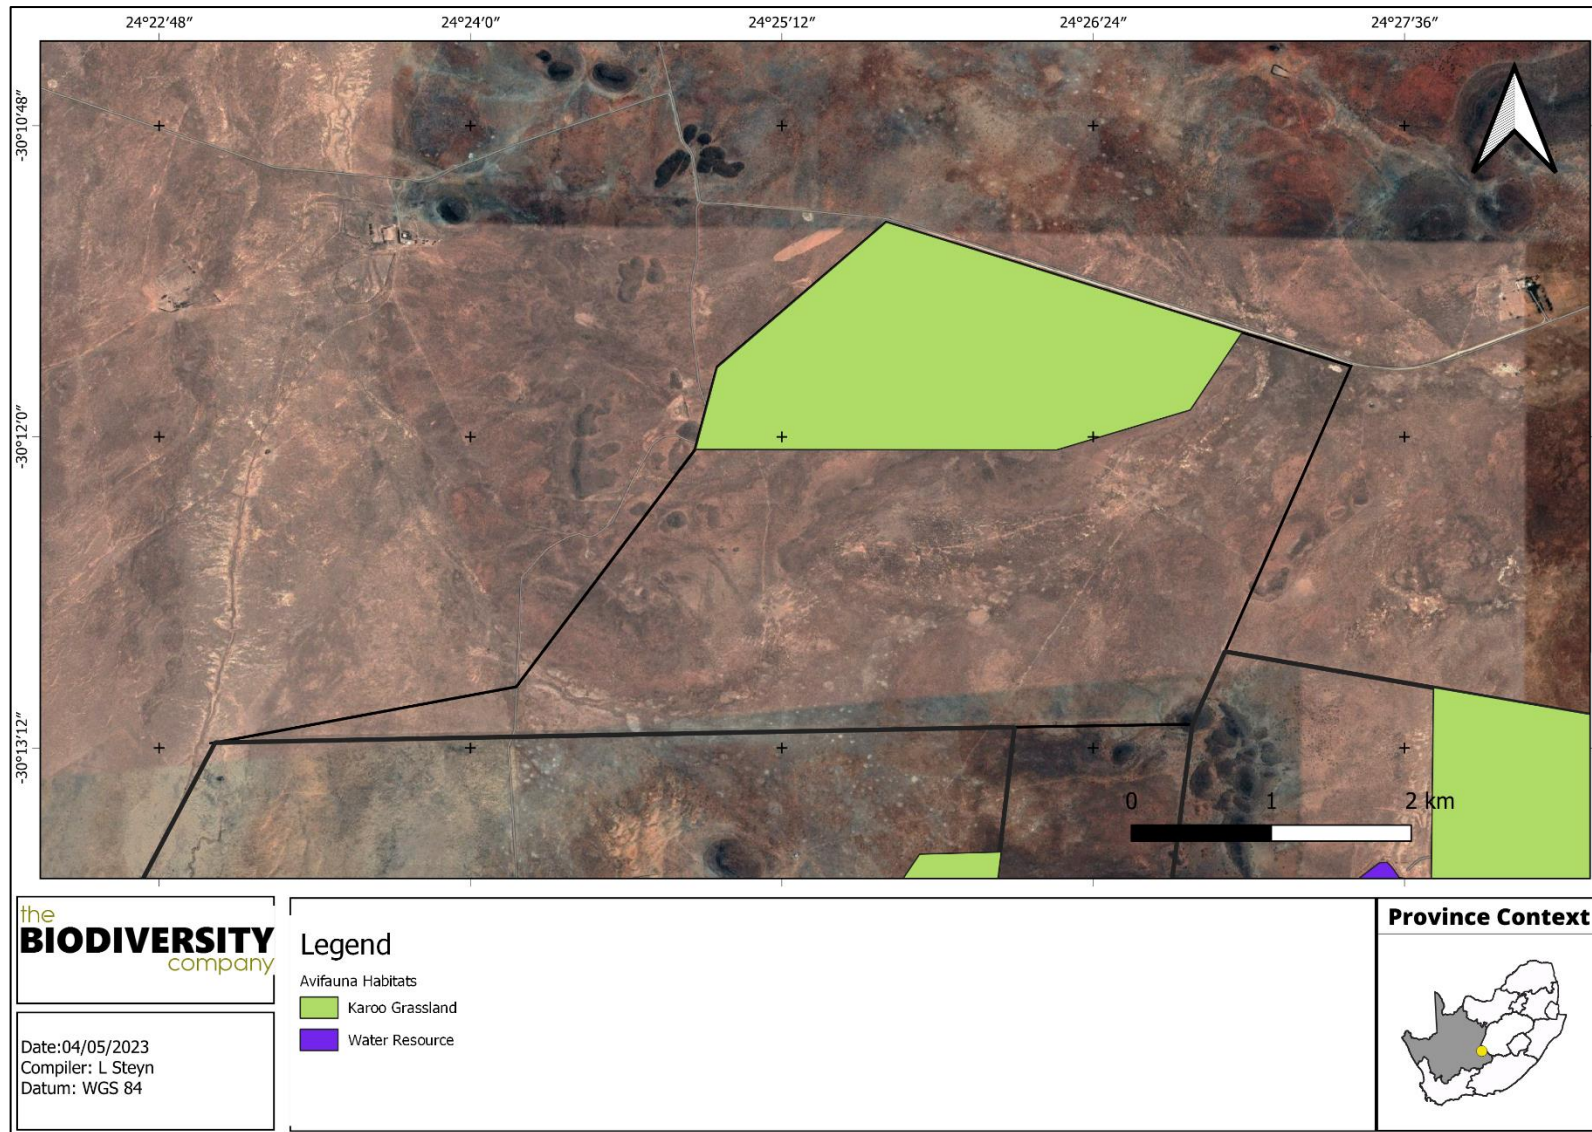 24°22′48″ 24°24′0″ 24°25′12″ 24°26′24″ 24°27′36″
-30°10′48″
-30°12′0″
-30°13′12″
0 1 2 km
the
BIODIVERSITY
company
Date:04/05/2023
Compiler: L Steyn
Datum: WGS 84
Legend
Avifauna Habitats
Karoo Grassland
Water Resource
Province Context